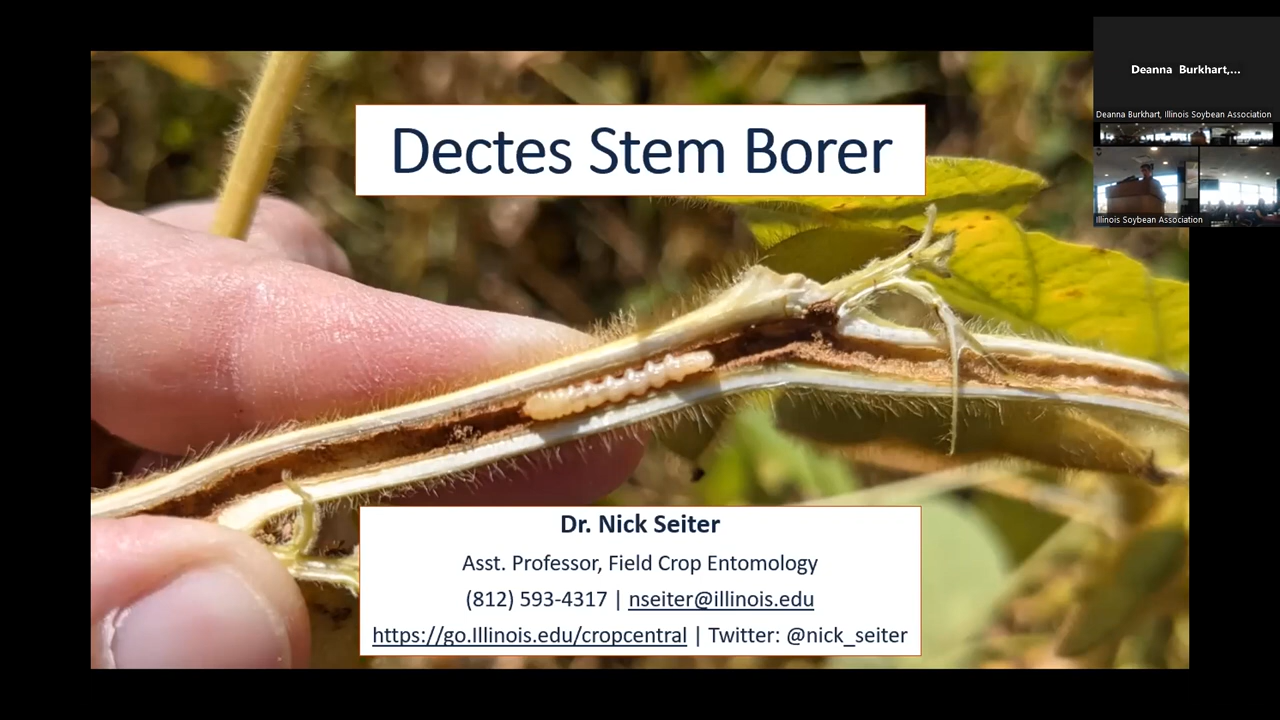 Dectes Stem Borer
Dr. Nick Seiter
Asst. Professor, Field Crop Entomology
(812) 593-4317 | nseiter@illinois.edu
https://go.Illinois.edu/cropcentral | Twitter: @nick_seiter
Deanna Burkhart,...
Deanna Burkhart, Illinois Soybean Association
Illinois Soybean Association